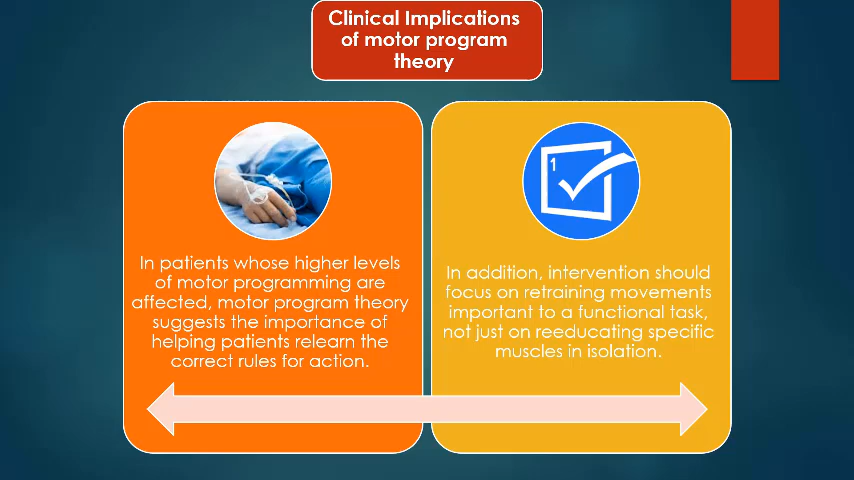 Clinical Implications
of motor program
theory
In patients whose higher levels
of motor programming are
affected, motor program theory
suggests the importance of
helping patients relearn the
correct rules for action.
1
In addition, intervention should
focus on retraining movements
important to a functional task,
not just on reeducating specific
muscles in isolation.